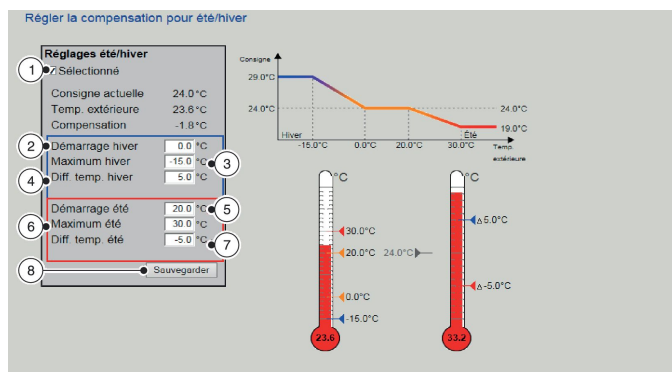 Régler la compensation pour été/hiver
Réglages été/hiver
1 Sélectionné
Consigne actuelle 24.0°C
Temp. extérieure 23.6°C
Compensation -1.8°C
2 Démarrage hiver 0.0 °C
Maximum hiver -15.0 °C 3
4 Diff. temp. hiver 5.0 °C
Démarrage été 20.0 °C 5
6 Maximum été 30.0 °C
Diff. temp. été -5.0 °C 7
8 Sauvegarder
Consigne
29.0°C
24.0°C 24.0°C
19.0°C
Hiver Été
-15.0°C 0.0°C 20.0°C 30.0°C Temp.
extérieure
°C °C
Δ5.0°C
30.0°C
20.0°C 24.0°C
Δ-5.0°C
0.0°C
-15.0°C
23.6 33.2